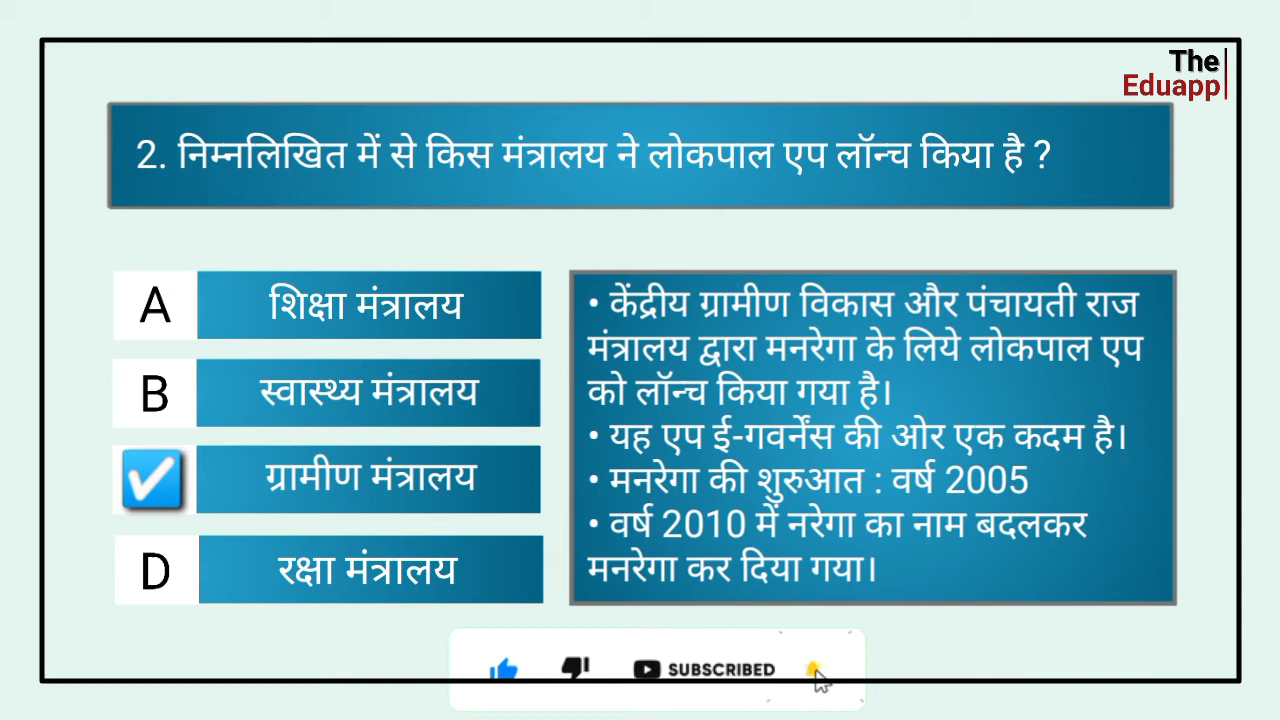 The
Eduapp
2. निम्नलिखित में से किस मंत्रालय ने लोकपाल एप लॉन्च किया है ?
A
शिक्षा मंत्रालय
B
स्वास्थ्य मंत्रालय
ग्रामीण मंत्रालय
D
रक्षा मंत्रालय
• केंद्रीय ग्रामीण विकास और पंचायती राज
मंत्रालय द्वारा मनरेगा के लिये लोकपाल एप
को लॉन्च किया गया है।
• यह एप ई-गवर्नेंस की ओर एक कदम है।
• मनरेगा की शुरुआत : वर्ष 2005
• वर्ष 2010 में नरेगा का नाम बदलकर
मनरेगा कर दिया गया।
SUBSCRIBED